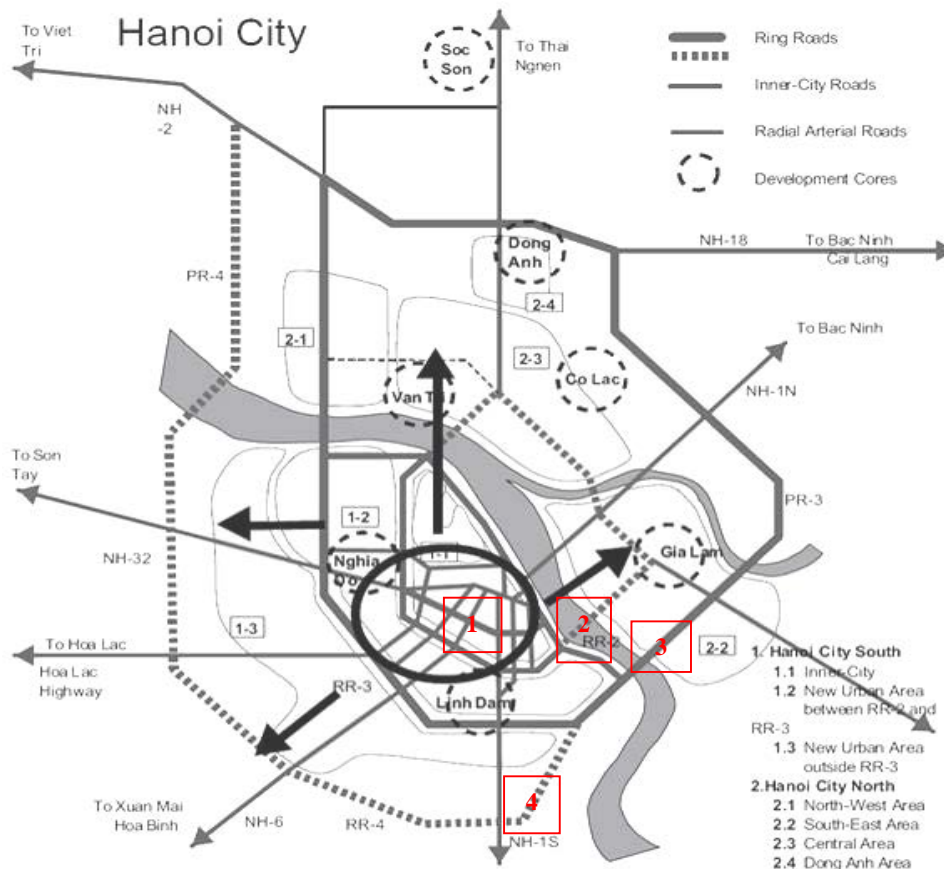 Hanoi City
To Viet
Tri
Soc
Son
To Thai
Ngnen
Ring Roads
Inner-City Roads
Radial Arterial Roads
Development Cores
NH
-2
Dong
Anh
NH-18
To Bac Ninh
Cai Lang
PR-4
2-4
2-1
2-3
To Bac Ninh
Co Lac
Van Tri
NH-1N
To Son
Tay
PR-3
1-2
NH-32
Nghia
Do
1-1
Gia Lam
1-3
1
2
3
RR-2
2-2
To Hoa Lac
Hoa Lac
Highway
RR-3
Linh Dam
1. Hanoi City South
1.1 Inner-City
1.2 New Urban Area
between RR-2 and
RR-3
1.3 New Urban Area
outside RR-3
2.Hanoi City North
2.1 North-West Area
2.2 South-East Area
2.3 Central Area
2.4 Dong Anh Area
4
To Xuan Mai
Hoa Binh
NH-6
RR-4
NH-1S